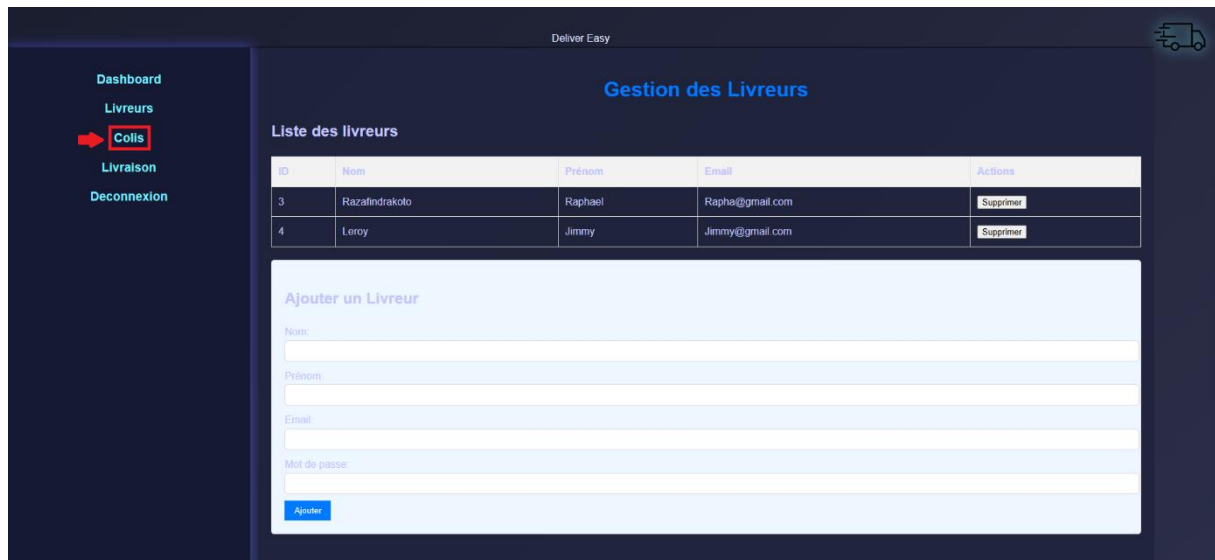 Deliver Easy
Dashboard
Livreurs
Colis
Livraison
Deconnexion
Gestion des Livreurs
Liste des livreurs
ID Nom Prénom Email Actions
3 Razafindrakoto Raphael Rapha@gmail.com Supprimer
4 Leroy Jimmy Jimmy@gmail.com Supprimer
Ajouter un Livreur
Nom:
Prénom:
Email:
Mot de passe:
Ajouter